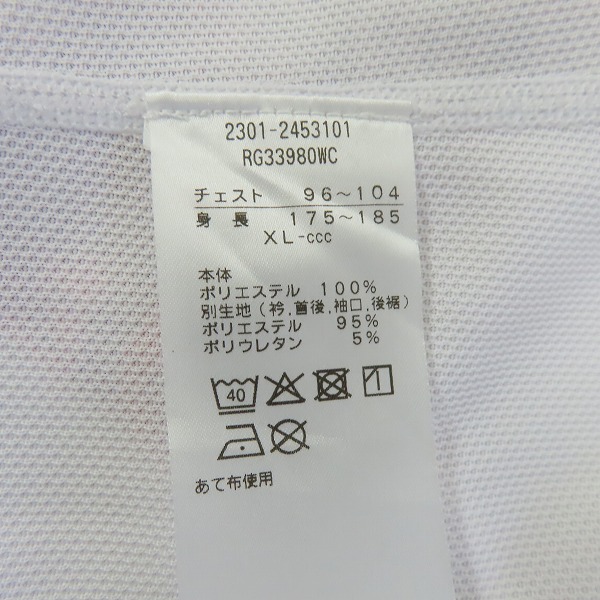 2301-2453101
RG33980WC
チェスト 96～104
身長 175～185
XL-ccc
本体
ポリエステル 100%
別生地(衿,首後,袖口,後裾)
ポリエステル 95%
ポリウレタン 5%
40
あて布使用